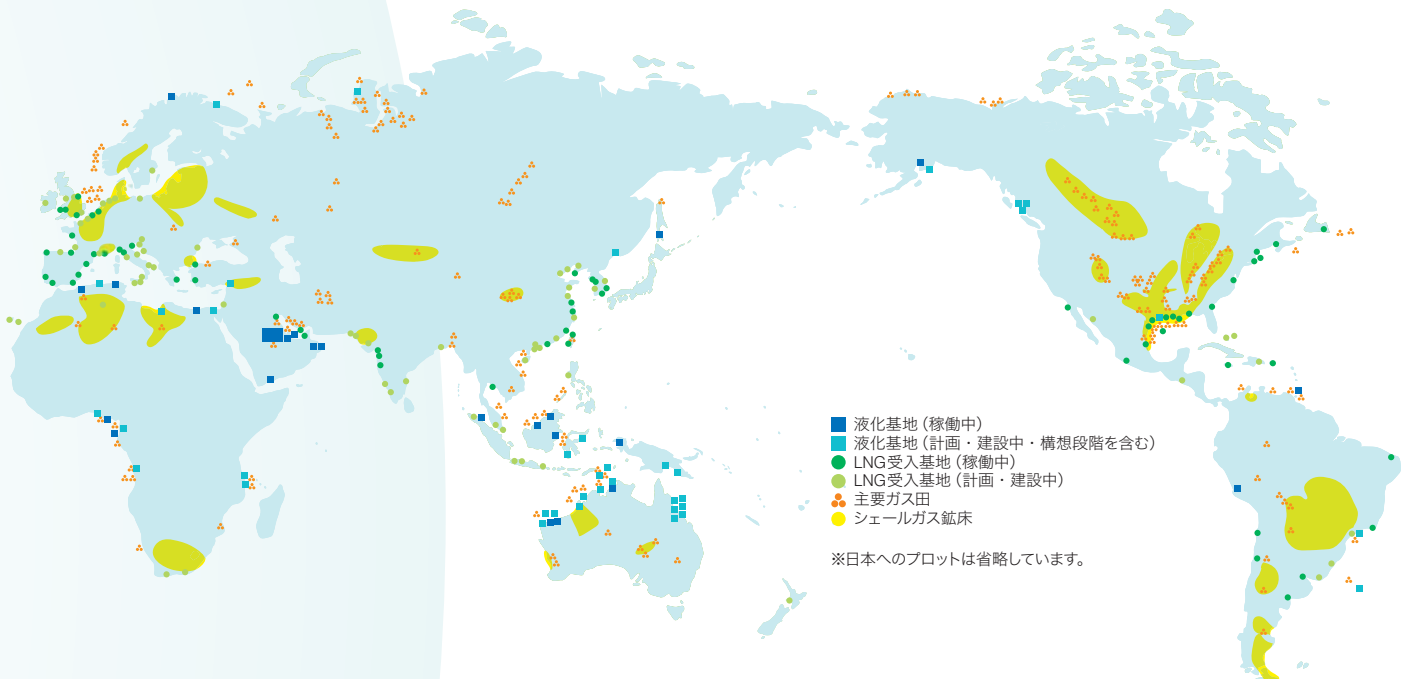 液化基地（稼働中）
液化基地（計画・建設中・構想段階を含む）
LNG受入基地（稼働中）
LNG受入基地（計画・建設中）
主要ガス田
シェールガス鉱床
※日本へのプロットは省略しています。